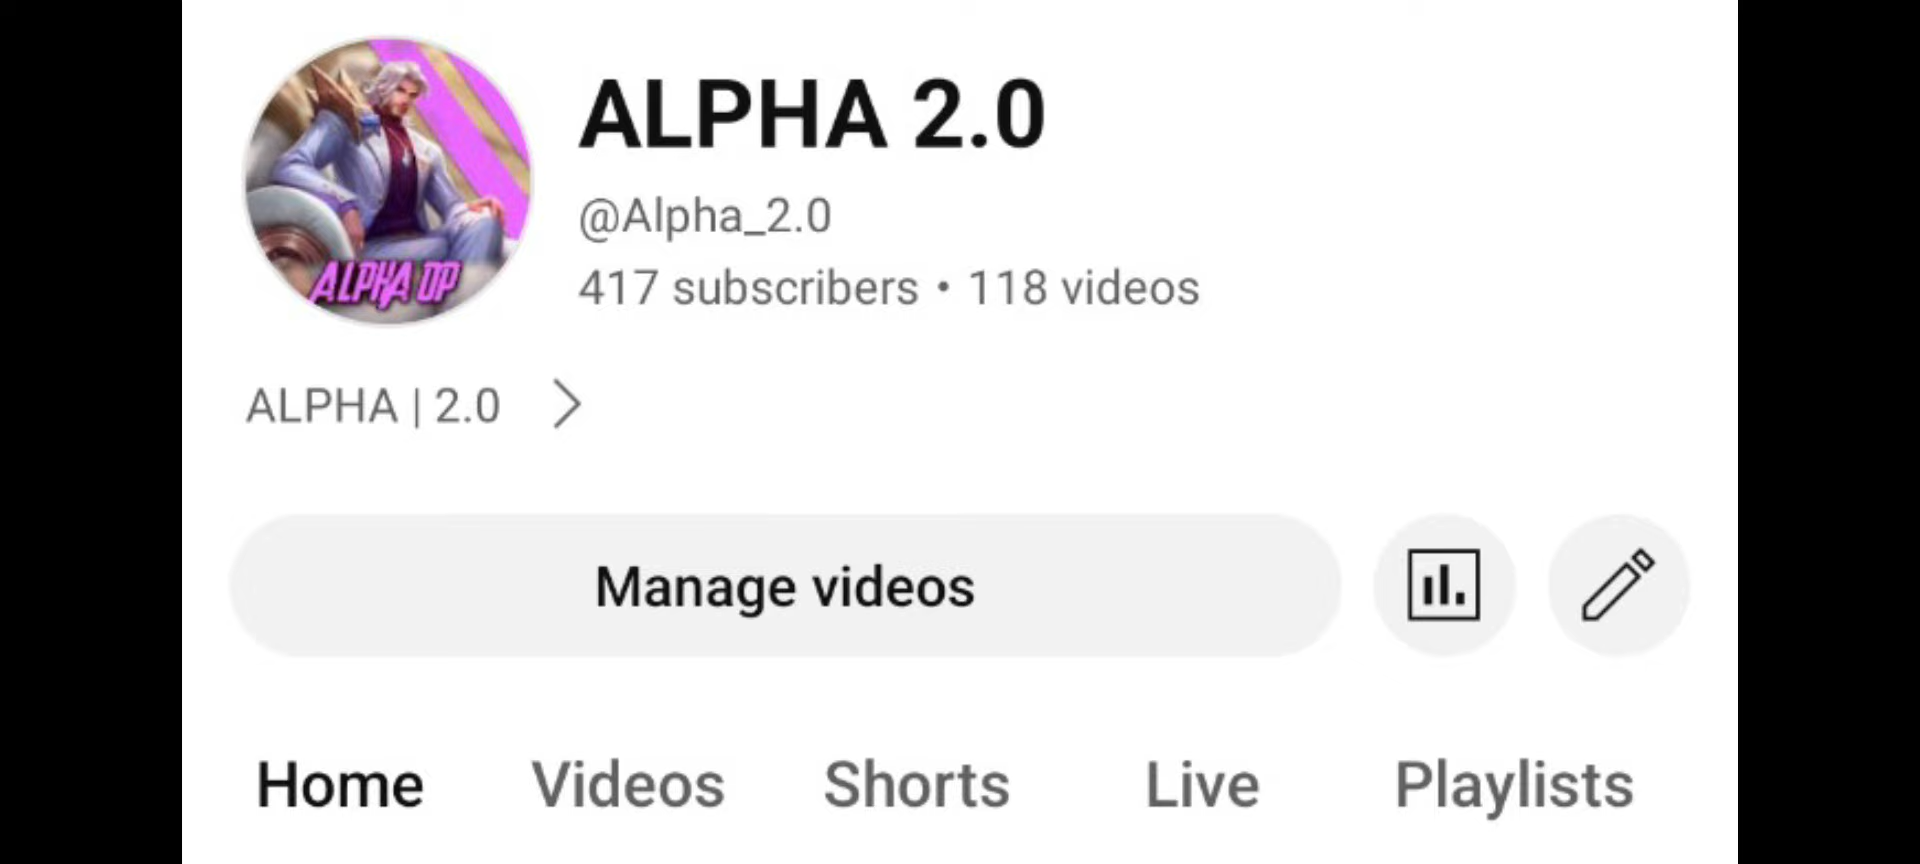 ALPHA 2.0
@Alpha_2.0
417 subscribers • 118 videos
ALPHA OP
ALPHA | 2.0
Manage videos
Home Videos Shorts Live Playlists